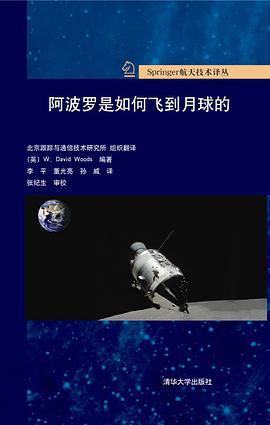 Springer航天技术译丛
阿波罗是如何飞到月球的
北京跟踪与通信技术研究所 组织翻译
(英) W. David Woods 编著
李 平 董光亮 孙 威 译
张纪生 审校
清华大学出版社